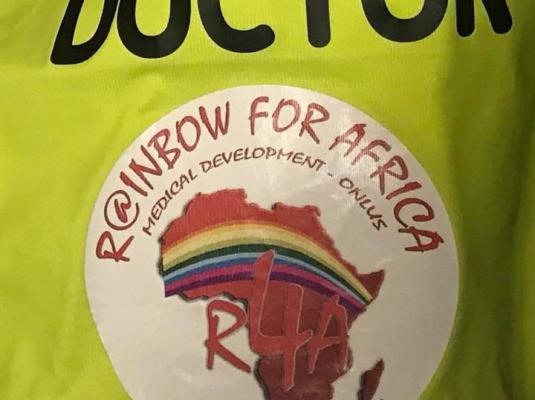 DOCTOR
R@INBOW FOR AFRICA
MEDICAL DEVELOPMENT - ONLUS
R4A